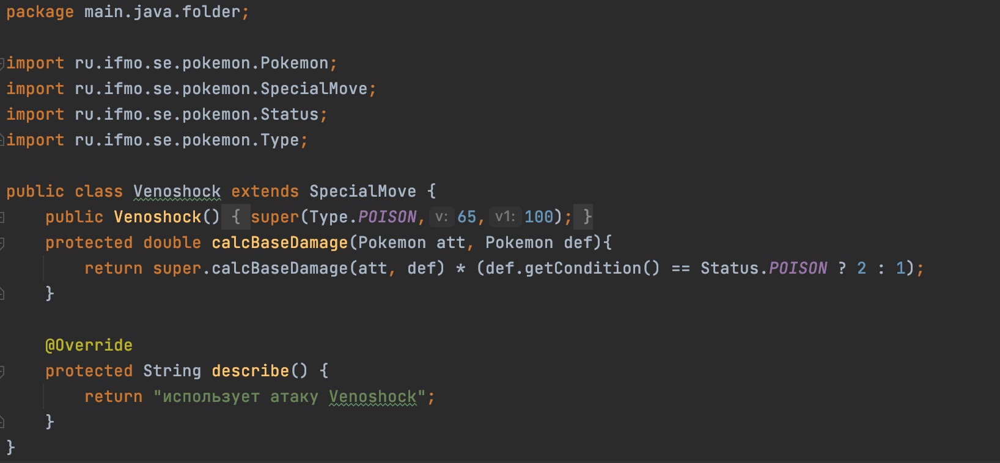 package main.java.folder;
import ru.ifmo.se.pokemon.Pokemon;
import ru.ifmo.se.pokemon.SpecialMove;
import ru.ifmo.se.pokemon.Status;
import ru.ifmo.se.pokemon.Type;
public class Venoshock extends SpecialMove {
public Venoshock() { super(Type.POISON, v: 65, v1: 100); }
protected double calcBaseDamage(Pokemon att, Pokemon def){
return super.calcBaseDamage(att, def) * (def.getCondition() == Status.POISON ? 2 : 1);
}
@Override
protected String describe() {
return "использует атаку Venoshock";
}
}